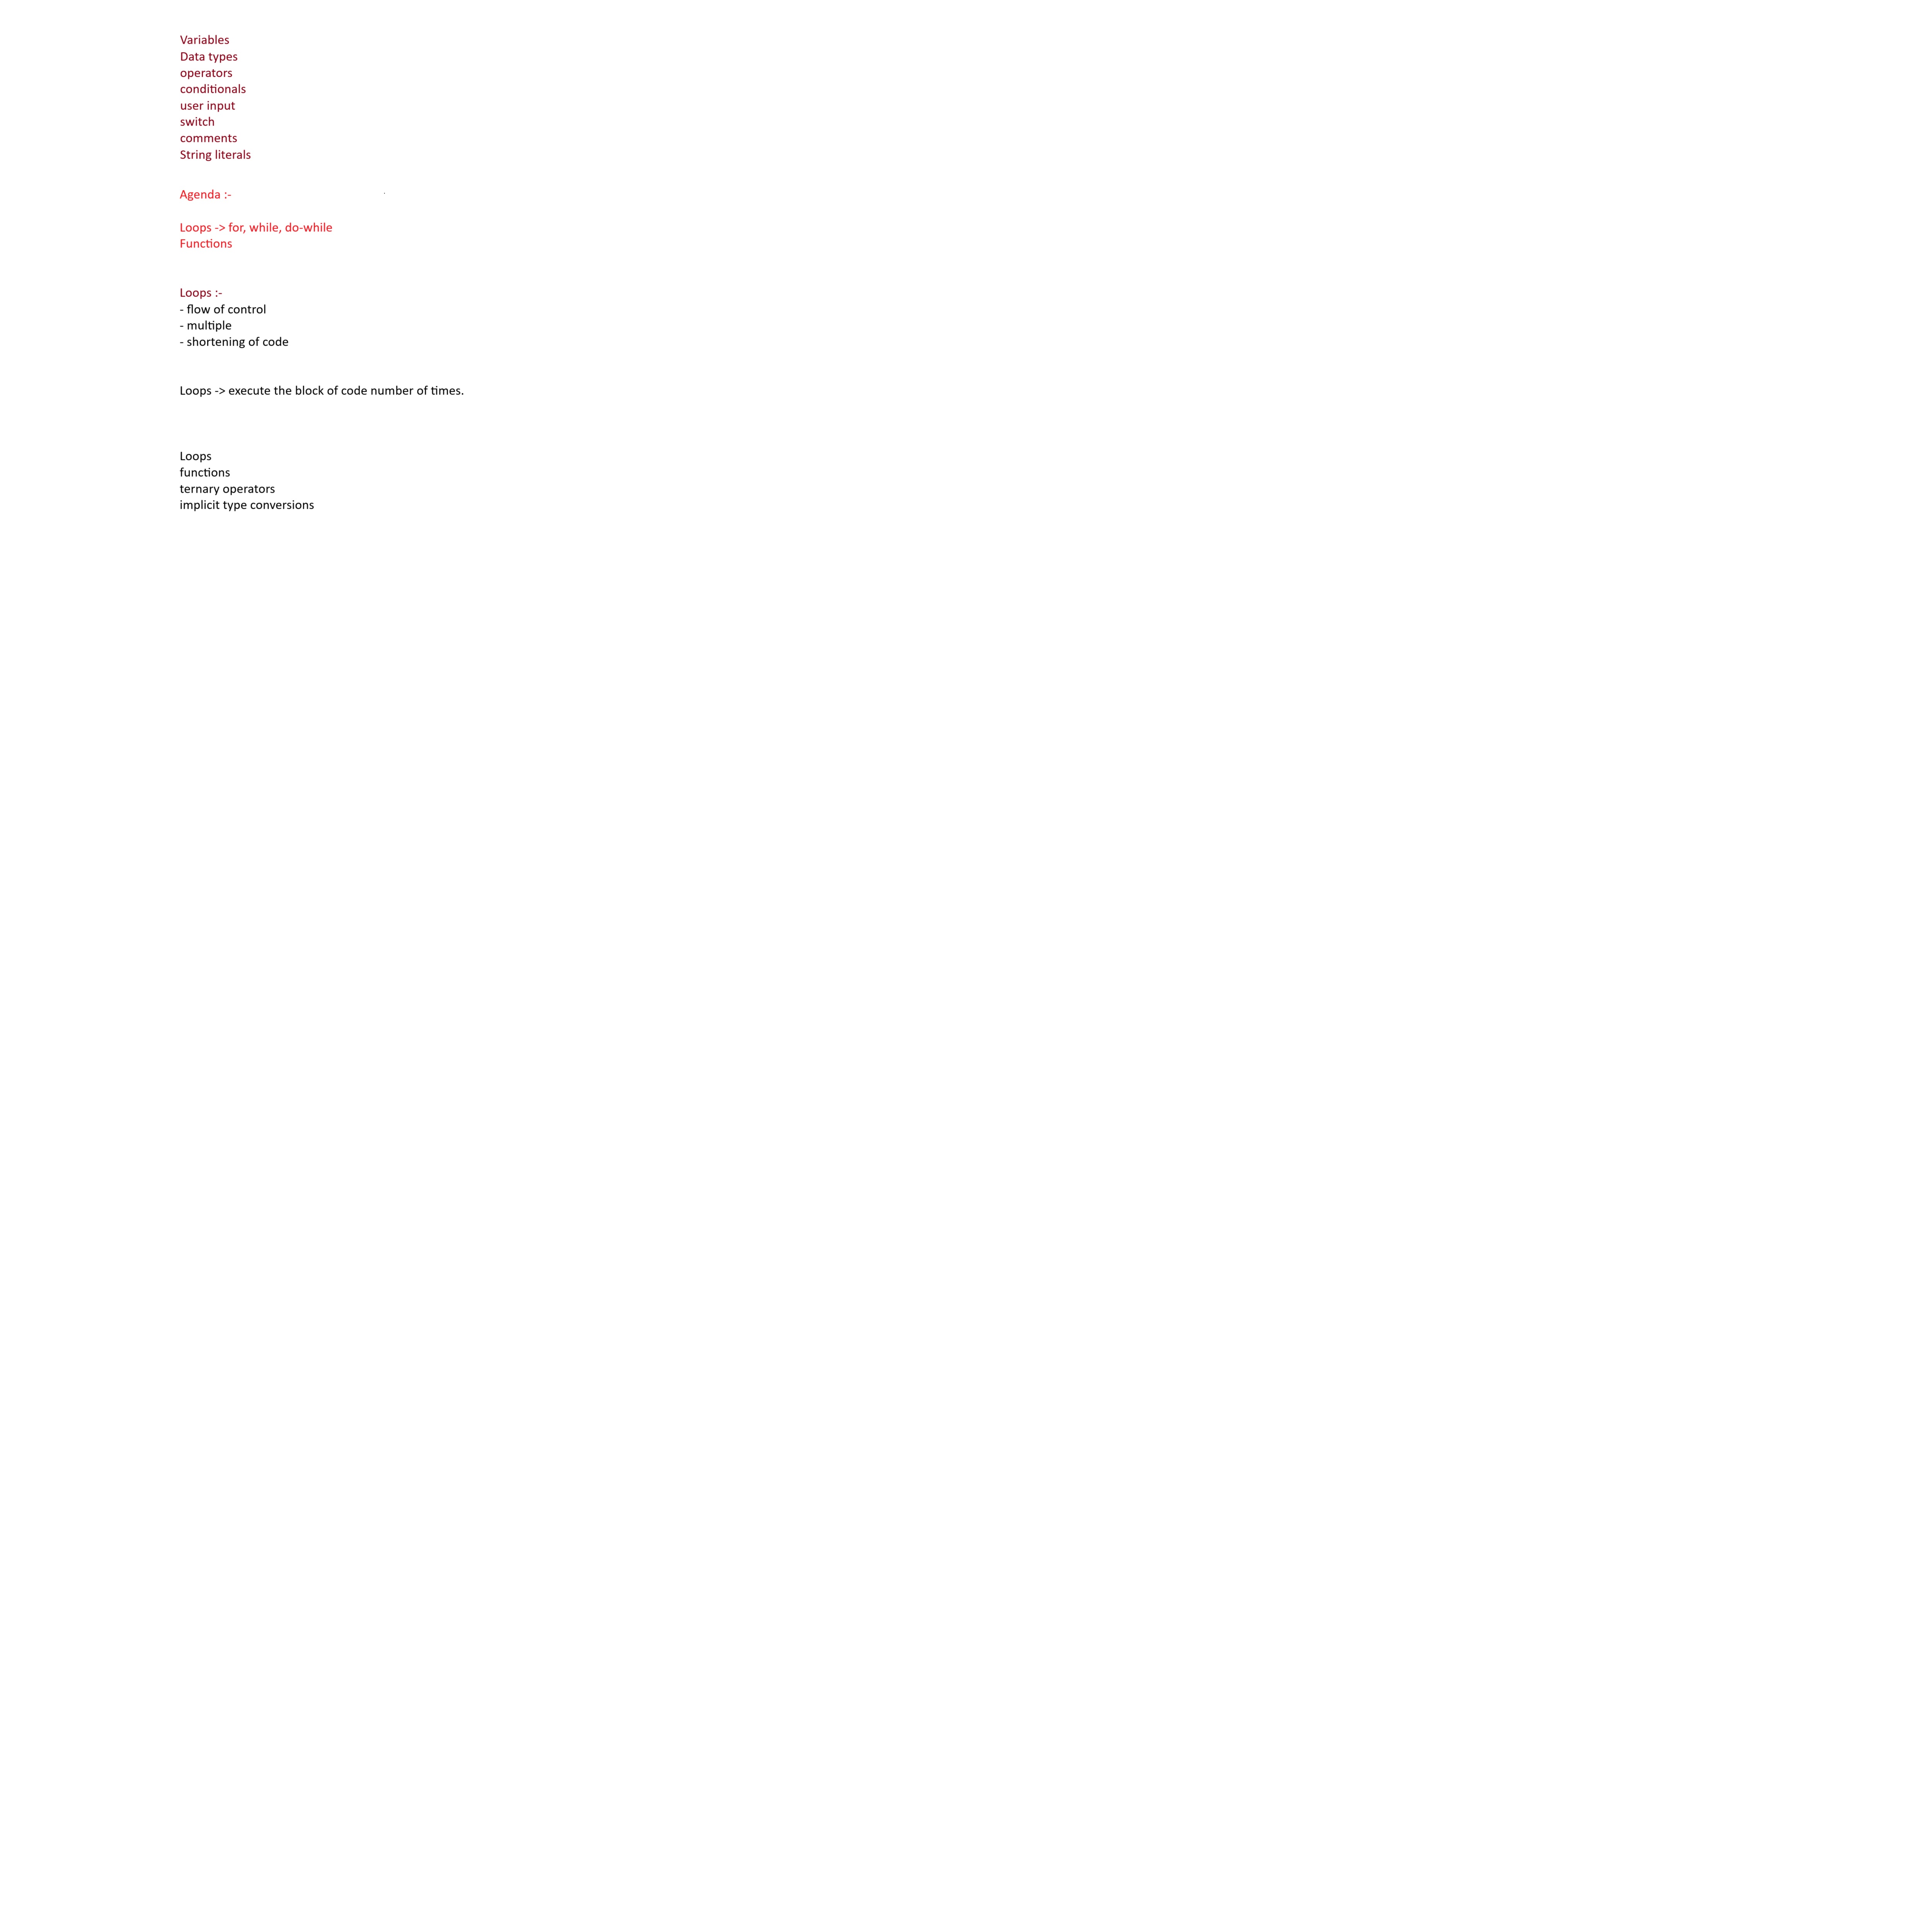 Variables
Data types
operators
conditionals
user input
switch
comments
String literals
Agenda :-
Loops -> for, while, do-while
Functions
Loops :-
- flow of control
- multiple
- shortening of code
Loops -> execute the block of code number of times.
Loops
functions
ternary operators
implicit type conversions